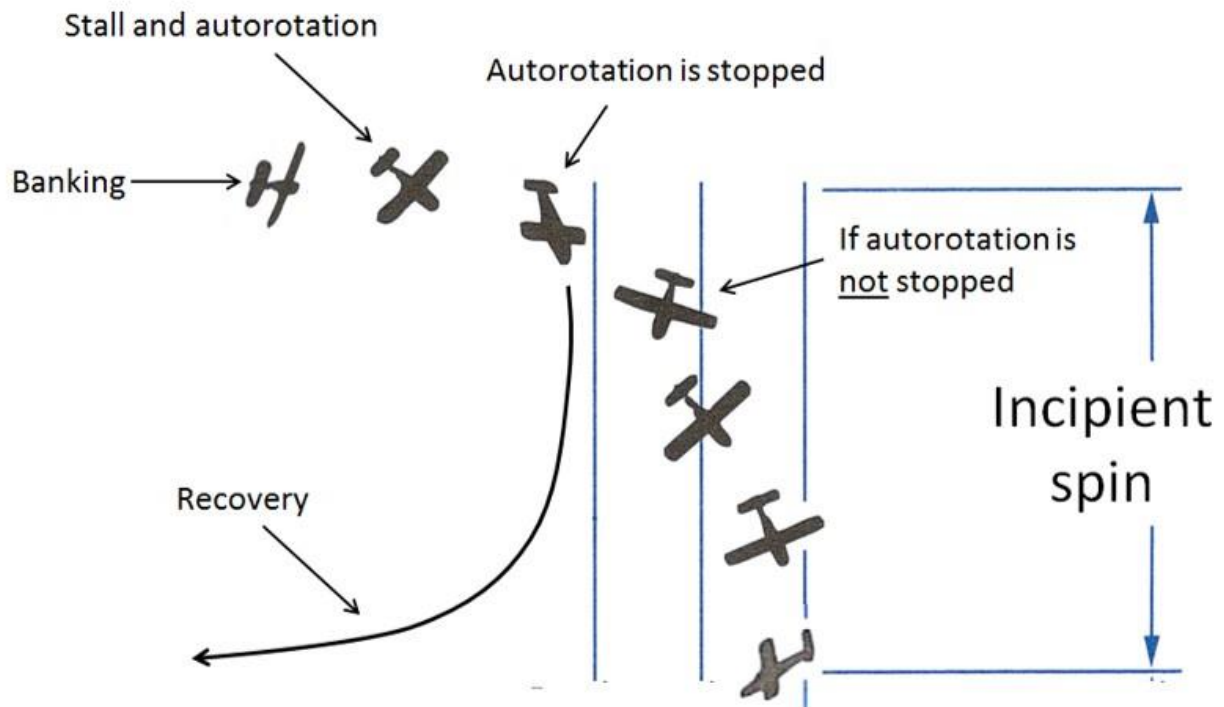 Stall and autorotation
Autorotation is stopped
Banking
If autorotation is
not stopped
Incipient
spin
Recovery